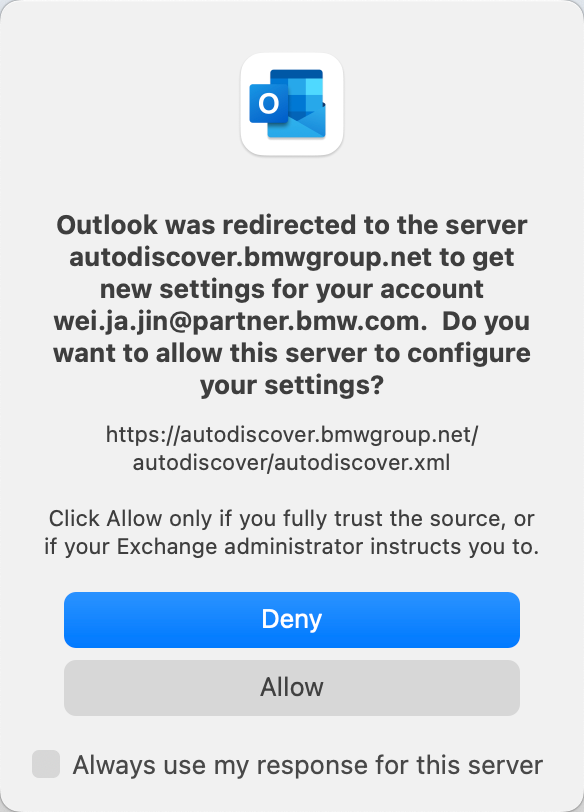 O
Outlook was redirected to the server
autodiscover.bmwgroup.net to get
new settings for your account
wei.ja.jin@partner.bmw.com.  Do you
want to allow this server to configure
your settings?
https://autodiscover.bmwgroup.net/
autodiscover/autodiscover.xml
Click Allow only if you fully trust the source, or
if your Exchange administrator instructs you to.
Deny
Allow
Always use my response for this server